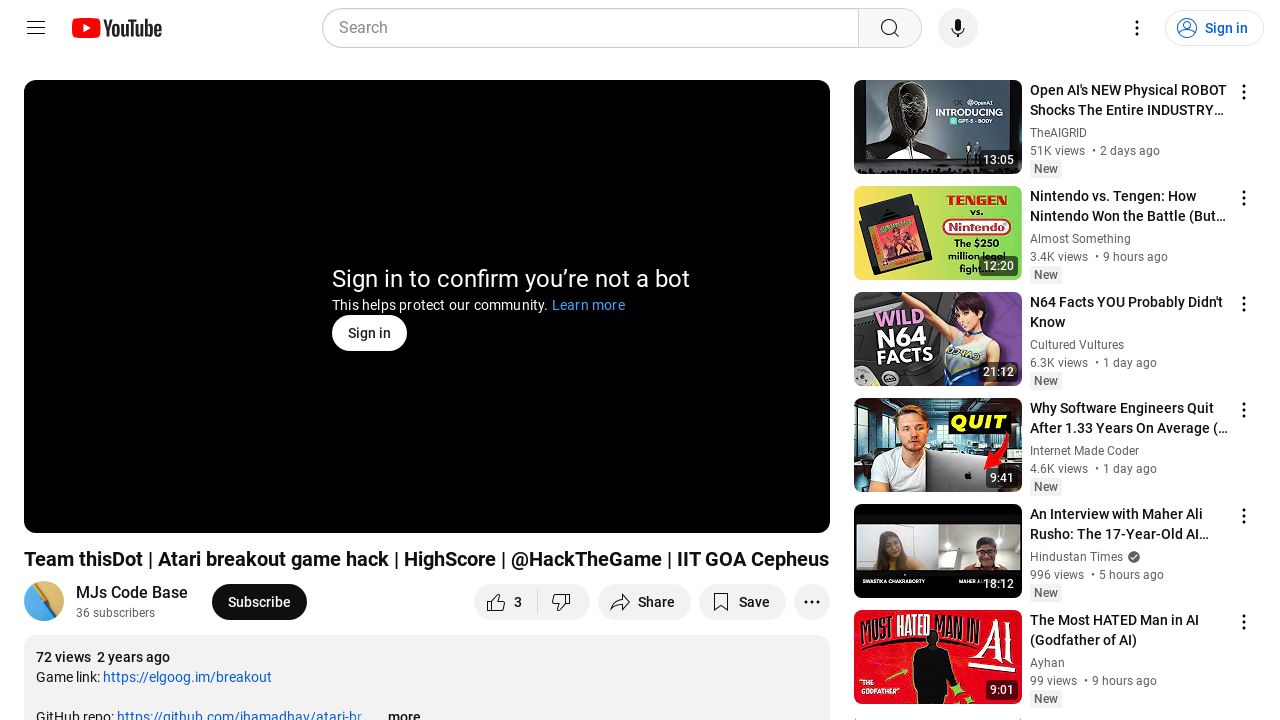 YouTube
Search
Sign in
Sign in to confirm you’re not a bot
This helps protect our community. Learn more
Sign in
Team thisDot | Atari breakout game hack | HighScore | @HackTheGame | IIT GOA Cepheus
MJs Code Base
36 subscribers
Subscribe
3
Share
Save
72 views 2 years ago
Game link: https://elgoog.im/breakout
GitHub repo: https://github.com/jhamadhav/atari-br
...more
OpenAI
INTRODUCING
GPT-5 - BODY
13:05
Open AI's NEW Physical ROBOT
Shocks The Entire INDUSTRY…
TheAIGRID
51K views • 2 days ago
New
TENGEN
vs.
Nintendo
The $250
million legal
fight...
12:20
Nintendo vs. Tengen: How
Nintendo Won the Battle (But…
Almost Something
3.4K views • 9 hours ago
New
WILD
N64
FACTS
21:12
N64 Facts YOU Probably Didn't
Know
Cultured Vultures
6.3K views • 1 day ago
New
QUIT
9:41
Why Software Engineers Quit
After 1.33 Years On Average (…
Internet Made Coder
4.6K views • 1 day ago
New
SWASTIKA CHAKRABORTY
MAHER
18:12
An Interview with Maher Ali
Rusho: The 17-Year-Old AI…
Hindustan Times
996 views • 5 hours ago
New
MOST HATED MAN IN
AI
"THE
GODFATHER"
9:01
The Most HATED Man in AI
(Godfather of AI)
Ayhan
99 views • 9 hours ago
New